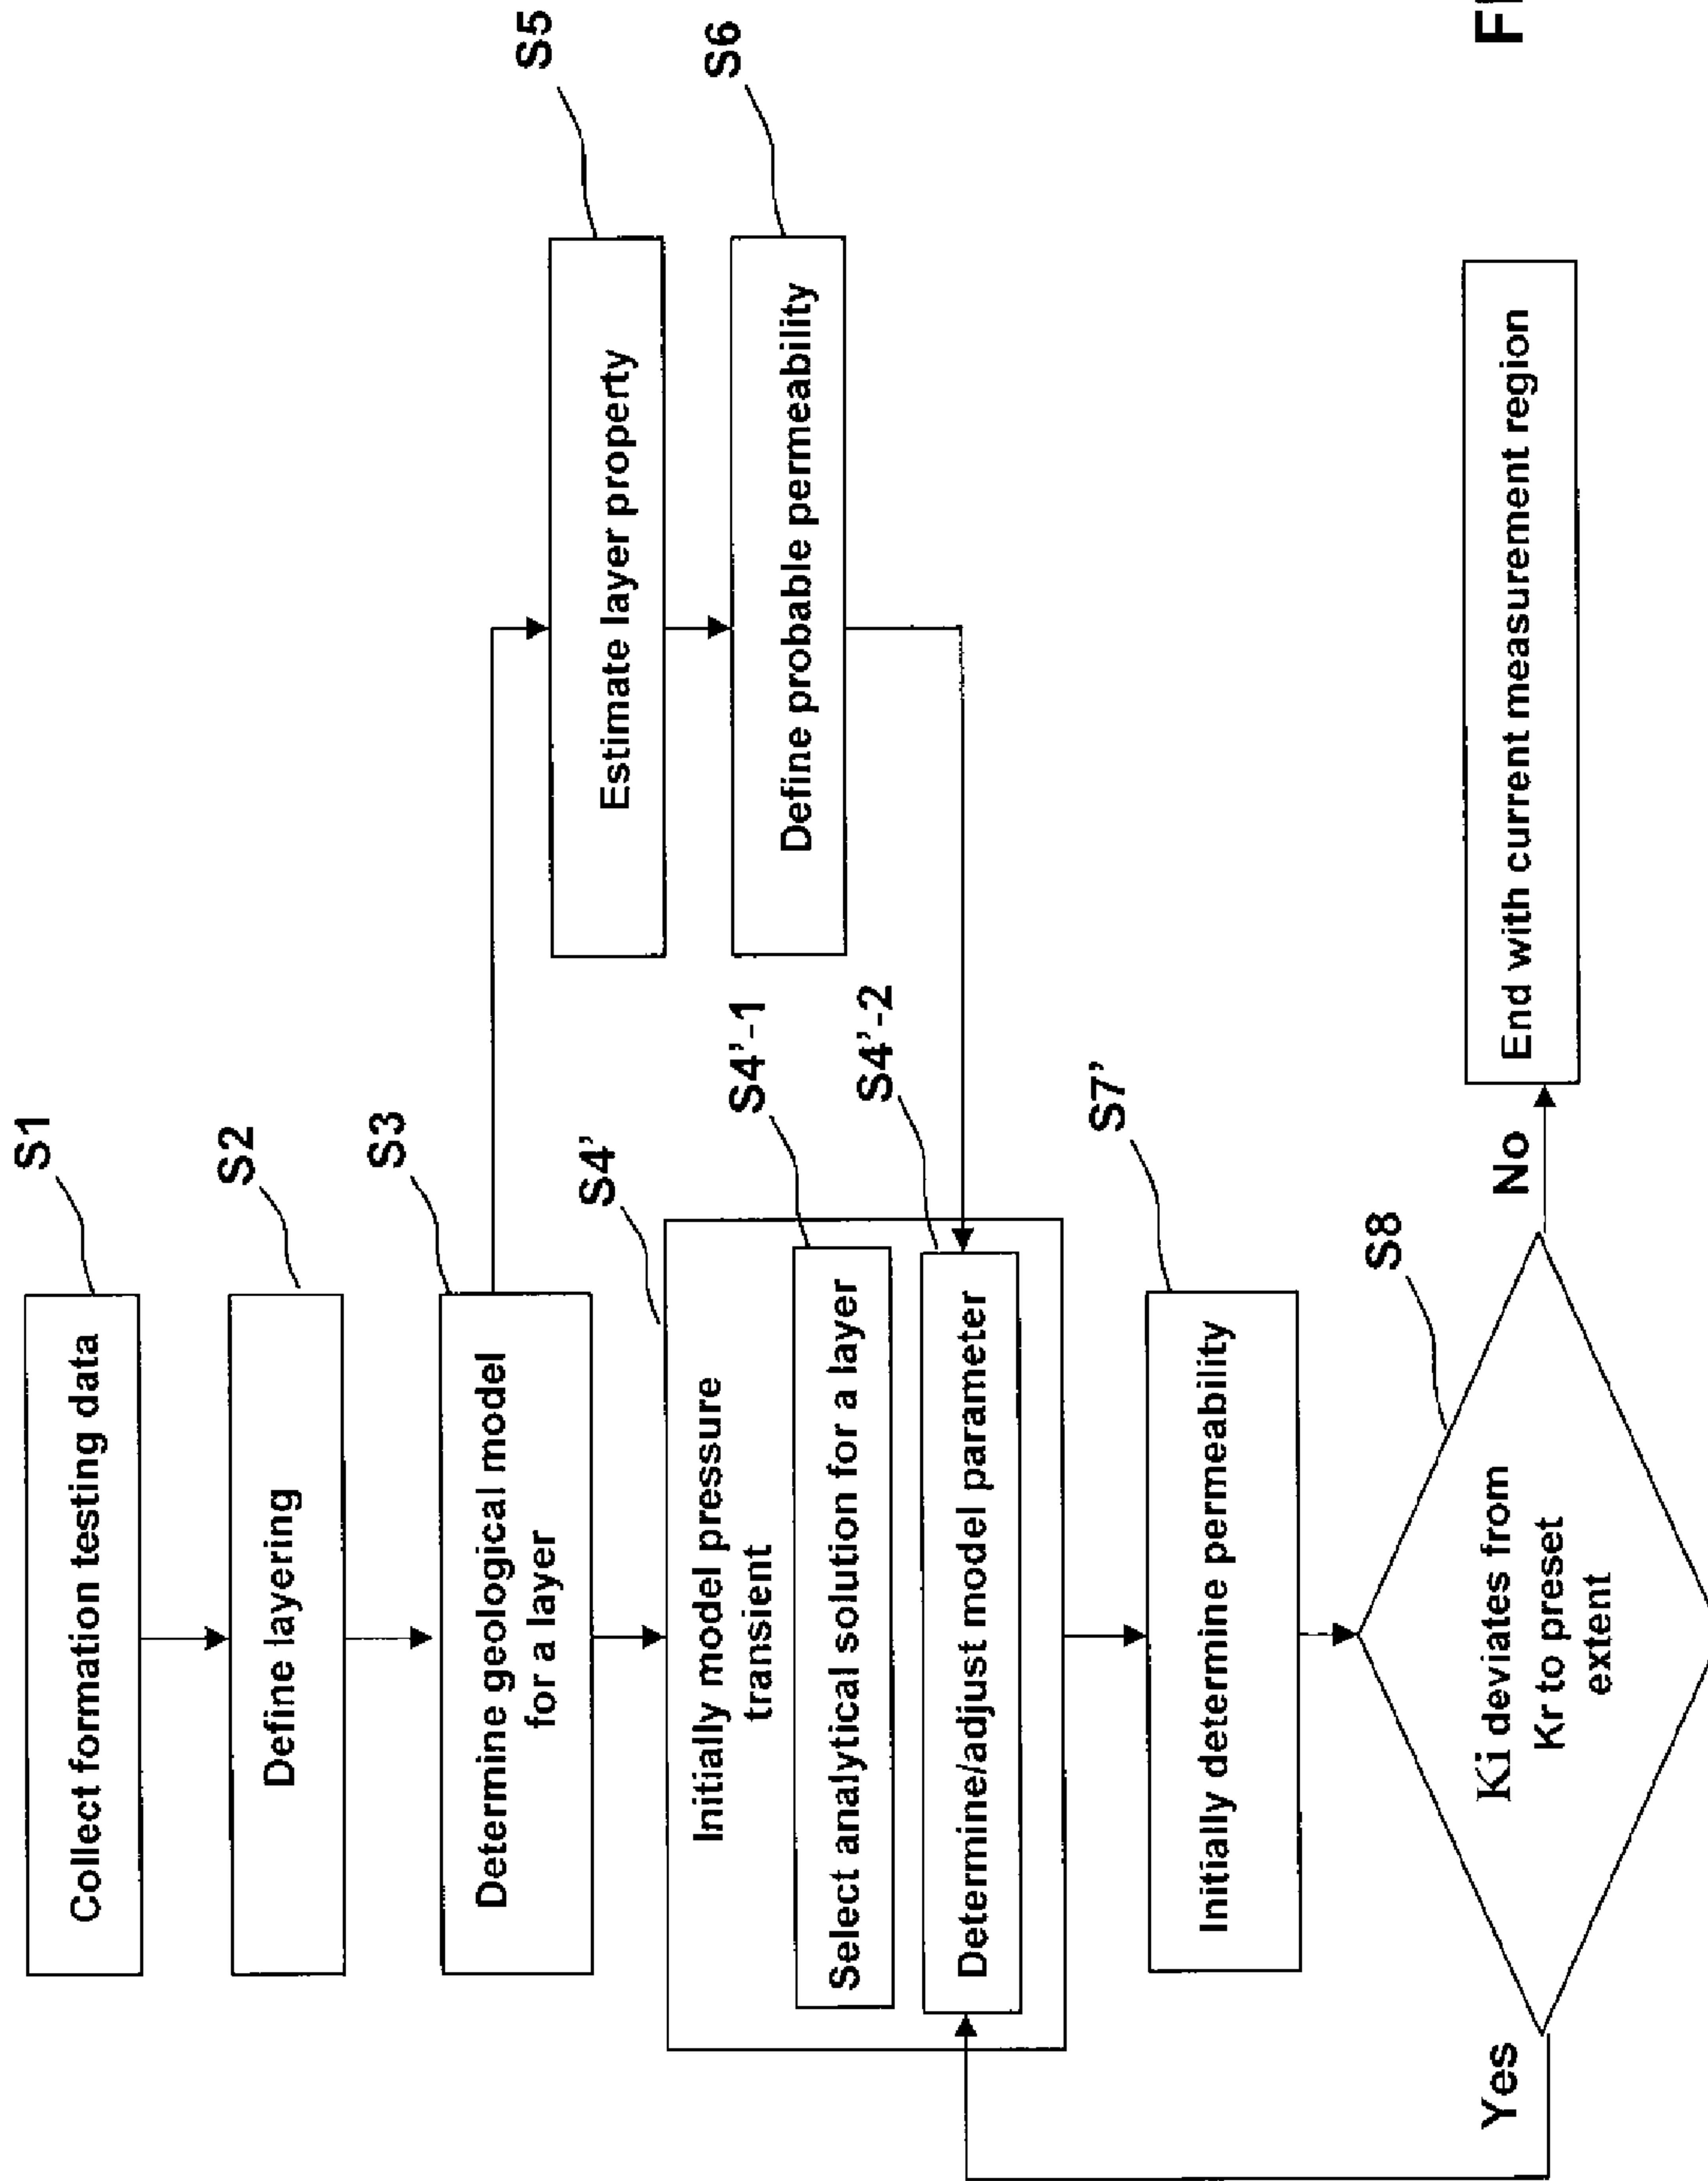 S1
Collect formation testing data
S2
Define layering
S3
Determine geological model
for a layer
S4'
Initially model pressure
transient
S4'-1
Select analytical solution for a layer
S4'-2
Determine/adjust model parameter
S5
Estimate layer property
S6
Define probable permeability
S7'
Initially determine permeability
S8
Ki deviates from
Kr to preset
extent
Yes
No
End with current measurement region